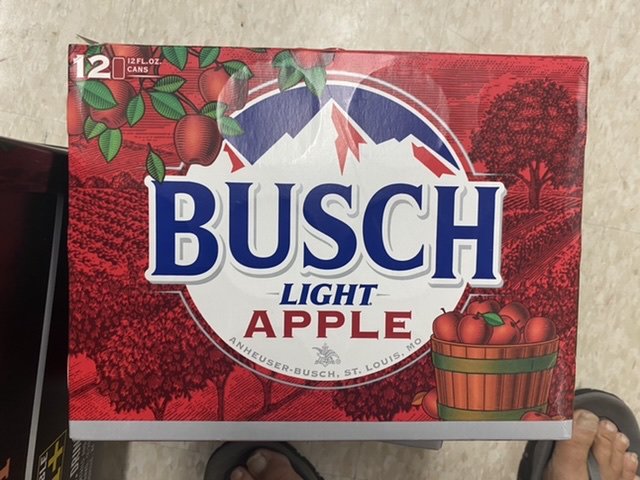 12 12 FL.OZ.
CANS
BUSCH
LIGHT
APPLE
ANHEUSER-BUSCH, ST. LOUIS, MO